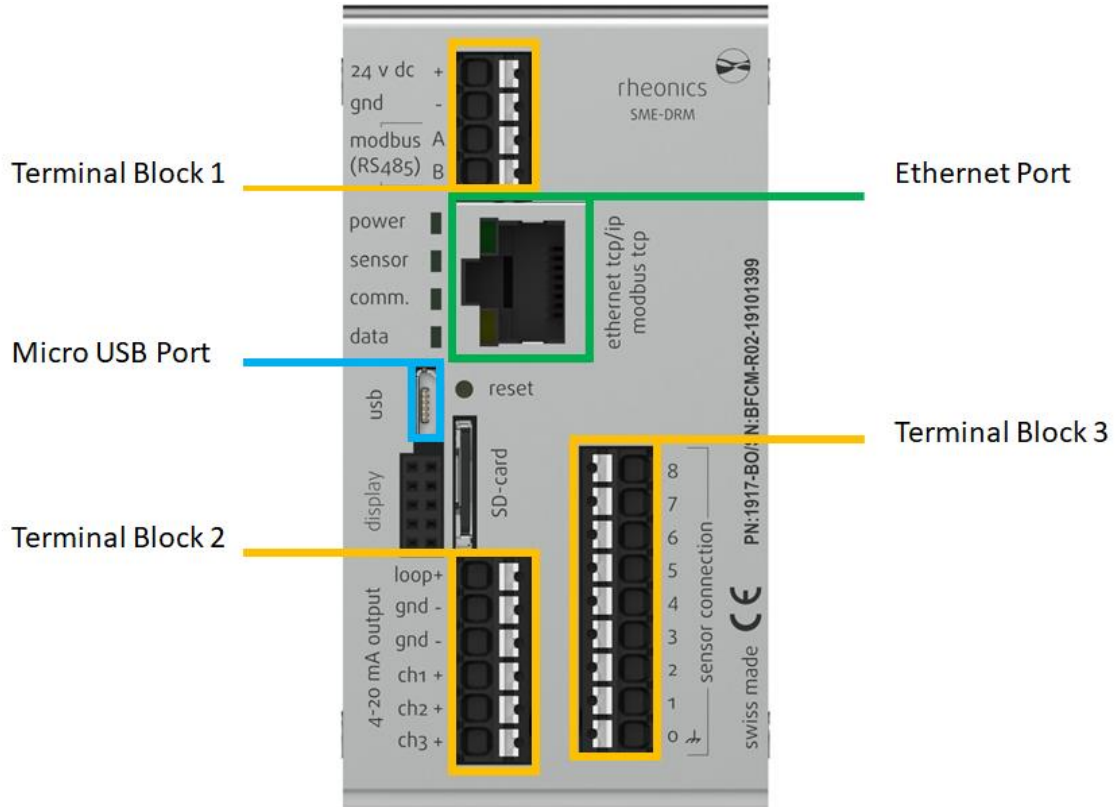 24 v dc +
gnd -
modbus A
(RS485) B
rheonics
SME-DRM
Terminal Block 1
Ethernet Port
power
sensor
comm.
data
ethernet tcp/ip
modbus tcp
Micro USB Port
usb
reset
display
SD-card
Terminal Block 3
Terminal Block 2
4-20 mA output
loop+
gnd -
gnd -
ch1 +
ch2 +
ch3 +
8
7
6
5
4
3
2
1
0
sensor connection
swiss made CE
PN:1917-BO/ N:BFCM-R02-19101399